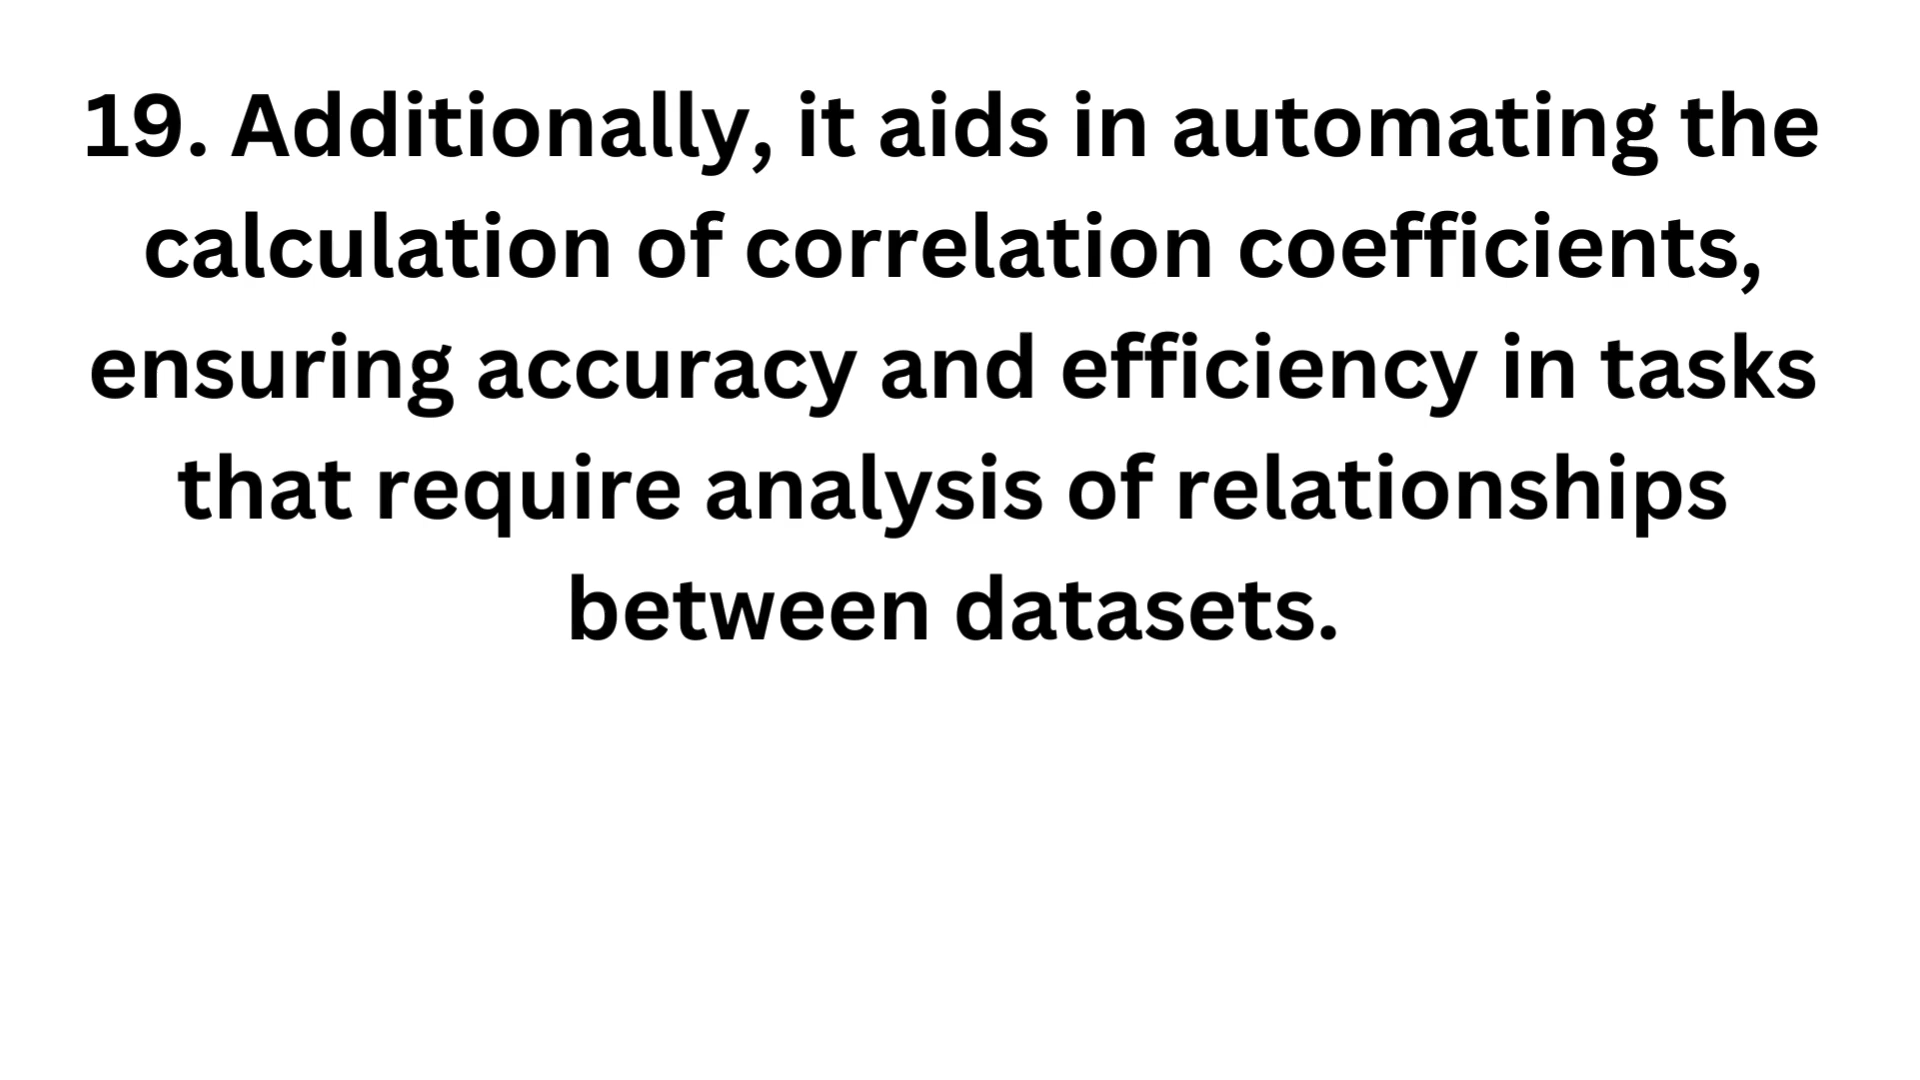 19. Additionally, it aids in automating the
calculation of correlation coefficients,
ensuring accuracy and efficiency in tasks
that require analysis of relationships
between datasets.